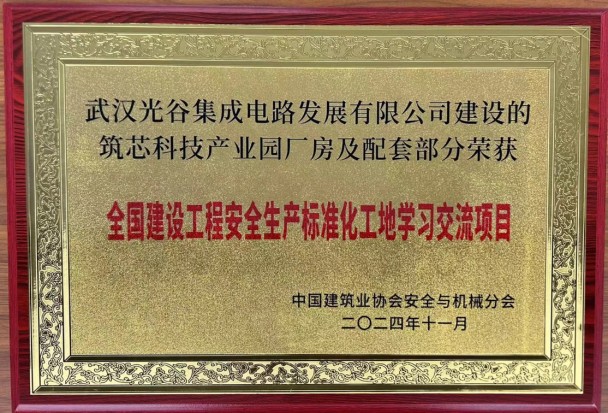 武汉光谷集成电路发展有限公司建设的
筑芯科技产业园厂房及配套部分荣获
全国建设工程安全生产标准化工地学习交流项目
中国建筑业协会安全与机械分会
二〇二四年十一月